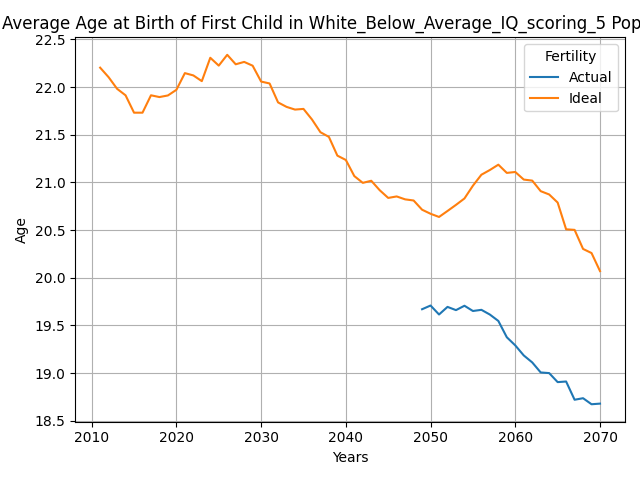 Average Age at Birth of First Child in White_Below_Average_IQ_scoring_5 Pop
22.5
22.0
21.5
21.0
20.5
20.0
19.5
19.0
18.5
Age
Fertility
Actual
Ideal
2010 2020 2030 2040 2050 2060 2070
Years